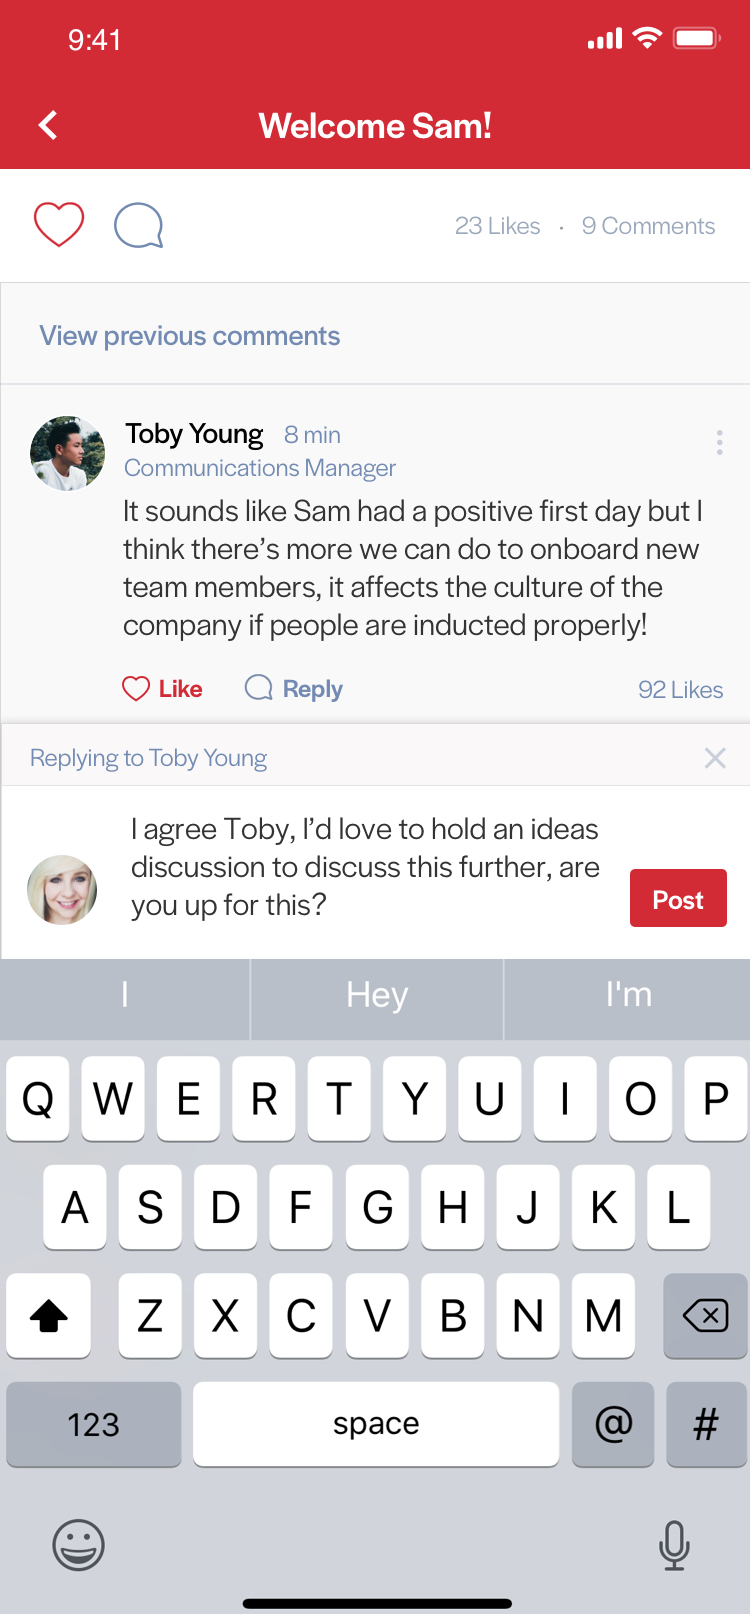 9:41
Welcome Sam!
23 Likes · 9 Comments
View previous comments
Toby Young 8 min
Communications Manager
It sounds like Sam had a positive first day but I
think there’s more we can do to onboard new
team members, it affects the culture of the
company if people are inducted properly!
Like Reply 92 Likes
Replying to Toby Young
I agree Toby, I’d love to hold an ideas
discussion to discuss this further, are
you up for this?
Post
I Hey I'm
Q W E R T Y U I O P
A S D F G H J K L
Z X C V B N M
123 space @ #